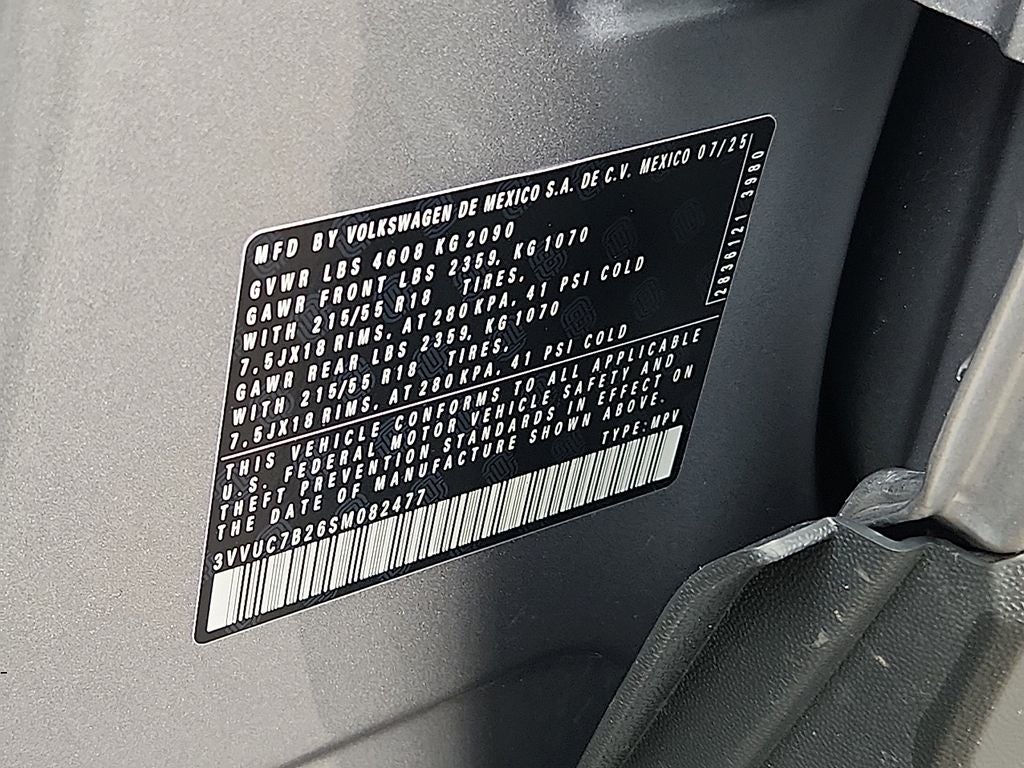 MFD BY VOLKSWAGEN DE MEXICO S.A. DE C.V. MEXICO 07/25
GVWR LBS 4608 KG 2090
GAWR FRONT LBS 2359, KG 1070
WITH 215/55 R18 TIRES,
7.5JX18 RIMS, AT 280 KPA, 41 PSI COLD
GAWR REAR LBS 2359, KG 1070
WITH 215/55 R18 TIRES,
7.5JX18 RIMS, AT 280 KPA, 41 PSI COLD
THIS VEHICLE CONFORMS TO ALL APPLICABLE
U.S. FEDERAL MOTOR VEHICLE SAFETY AND
THEFT PREVENTION STANDARDS IN EFFECT ON
THE DATE OF MANUFACTURE SHOWN ABOVE.
3VVUC7B26SM082477 TYPE: MPV
2836121 3980